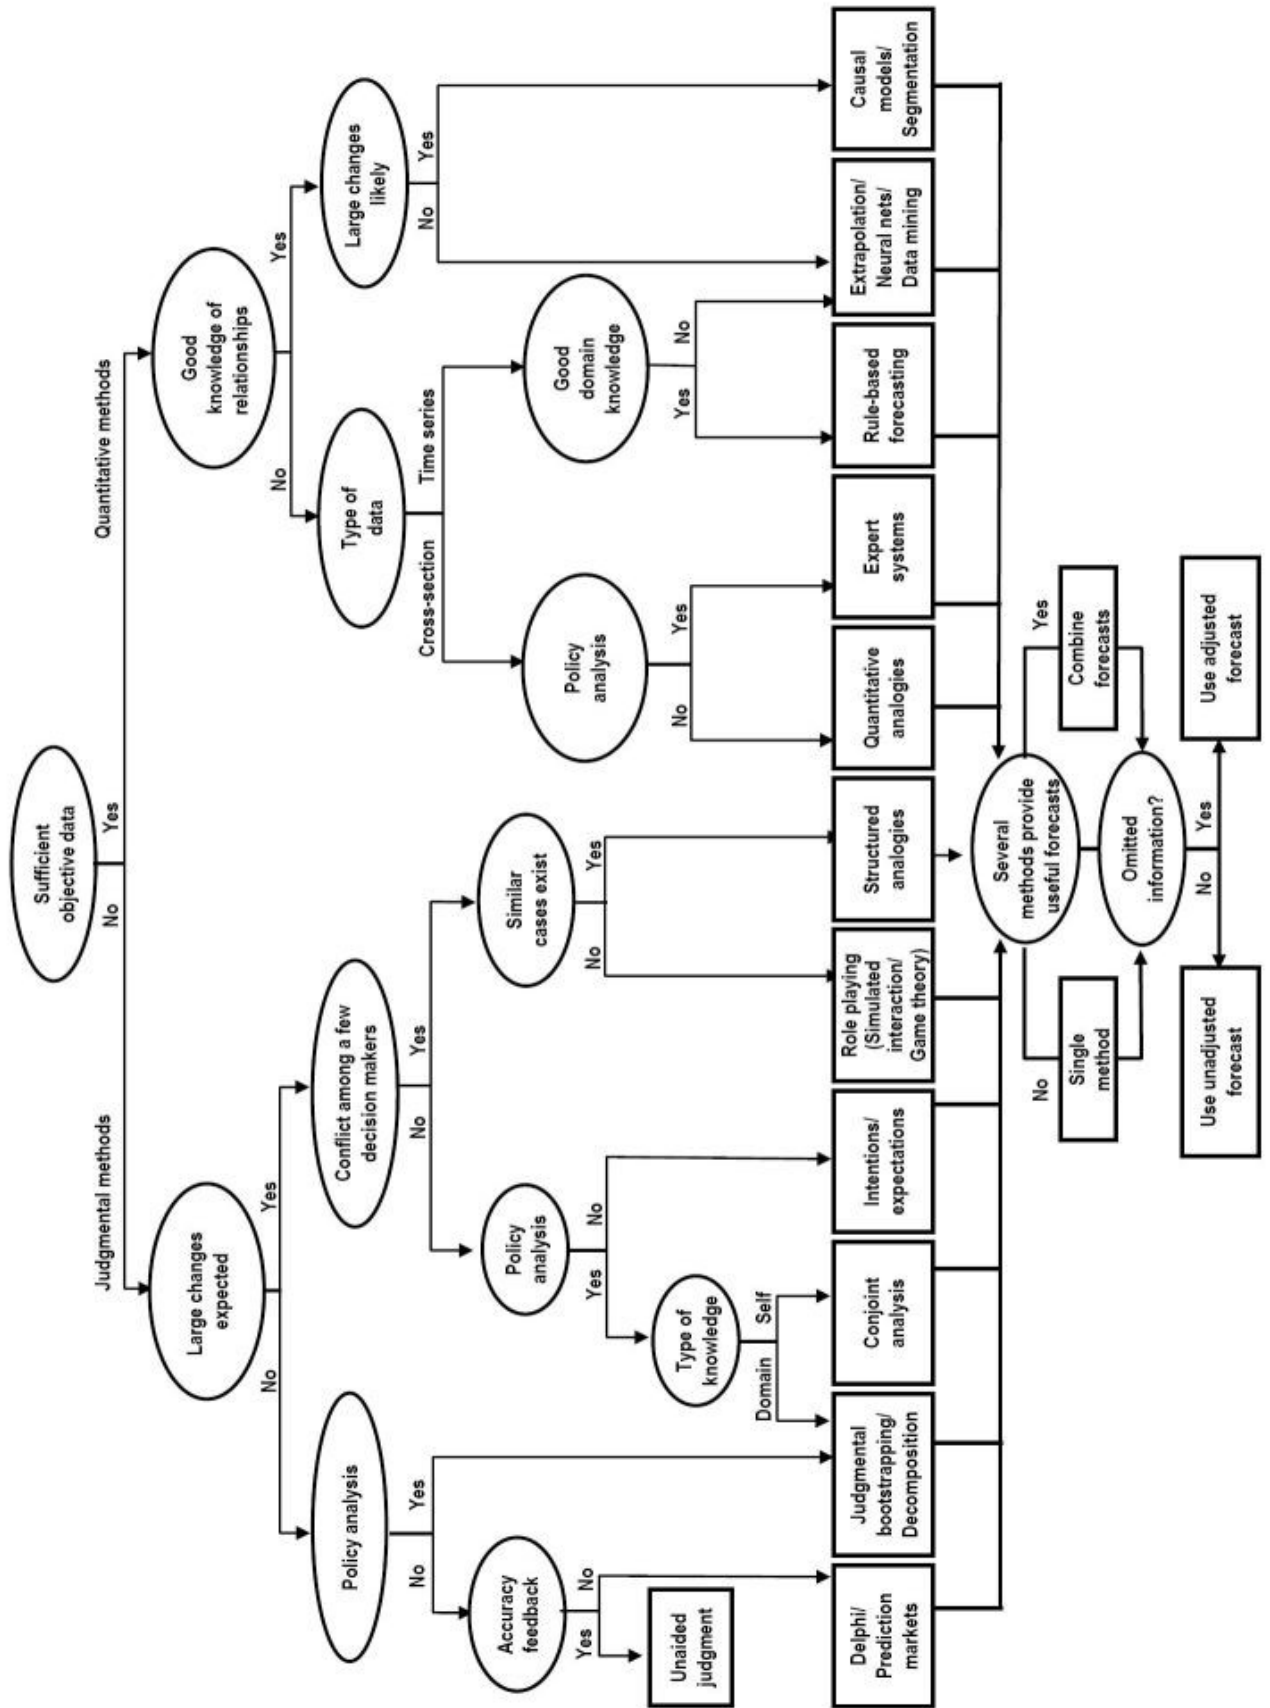 Sufficient
objective data
No
Yes
Judgmental methods
Quantitative methods
Large changes
expected
Good
knowledge of
relationships
No
Yes
No
Yes
Policy analysis
Conflict among a few
decision makers
Type of
data
Large changes
likely
No
Yes
No
Yes
Cross-section
Time series
No
Yes
Accuracy
feedback
Policy
analysis
Similar
cases exist
Policy
analysis
Good
domain
knowledge
Yes
No
Yes
No
No
Yes
No
Yes
Yes
No
Unaided
judgment
Type of
knowledge
Domain
Self
Delphi/
Prediction
markets
Judgmental
bootstrapping/
Decomposition
Conjoint
analysis
Intentions/
expectations
Role playing
(Simulated
interaction/
Game theory)
Structured
analogies
Quantitative
analogies
Expert
systems
Rule-based
forecasting
Extrapolation/
Neural nets/
Data mining
Causal
models/
Segmentation
Several
methods provide
useful forecasts
No
Yes
Single
method
Combine
forecasts
Omitted
information?
No
Yes
Use unadjusted
forecast
Use adjusted
forecast